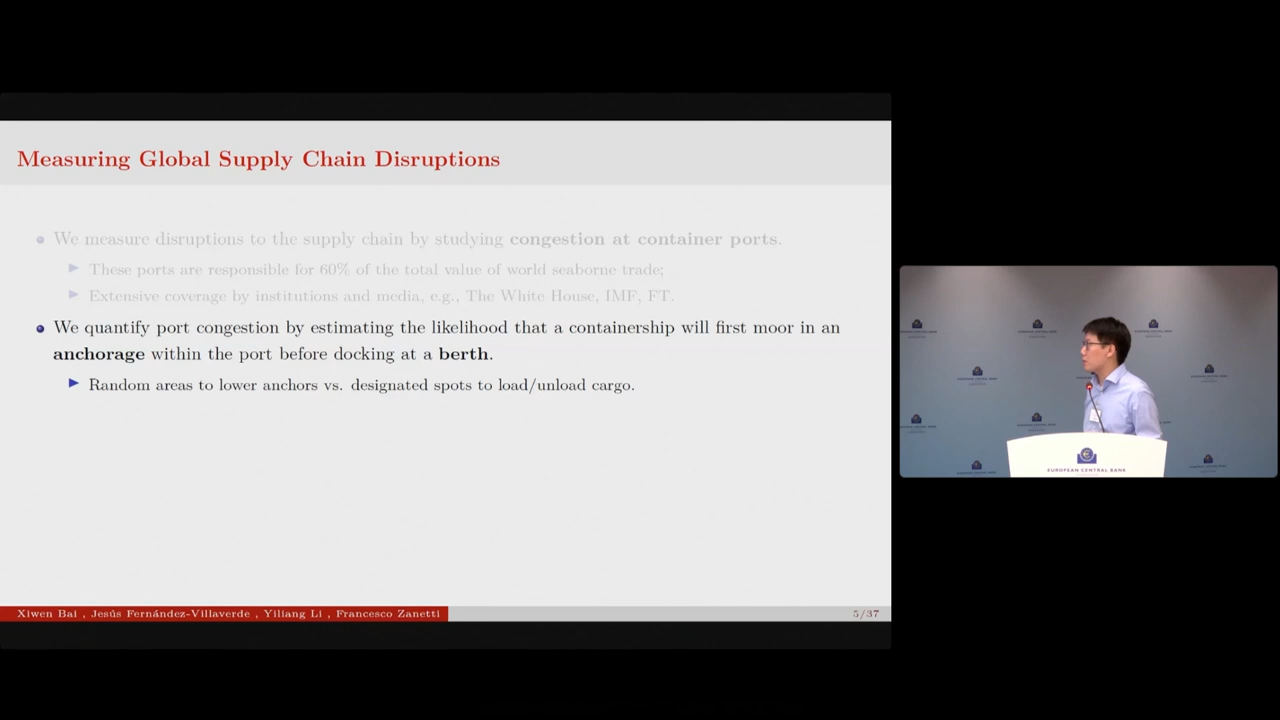 Measuring Global Supply Chain Disruptions
We measure disruptions to the supply chain by studying congestion at container ports.
These ports are responsible for 60% of the total value of world seaborne trade;
Extensive coverage by institutions and media, e.g., The White House, IMF, FT.
We quantify port congestion by estimating the likelihood that a containership will first moor in an
anchorage within the port before docking at a berth.
Random areas to lower anchors vs. designated spots to load/unload cargo.
Xiwen Bai , Jesús Fernández-Villaverde , Yiliang Li , Francesco Zanetti
5/37
EUROPEAN CENTRAL BANK